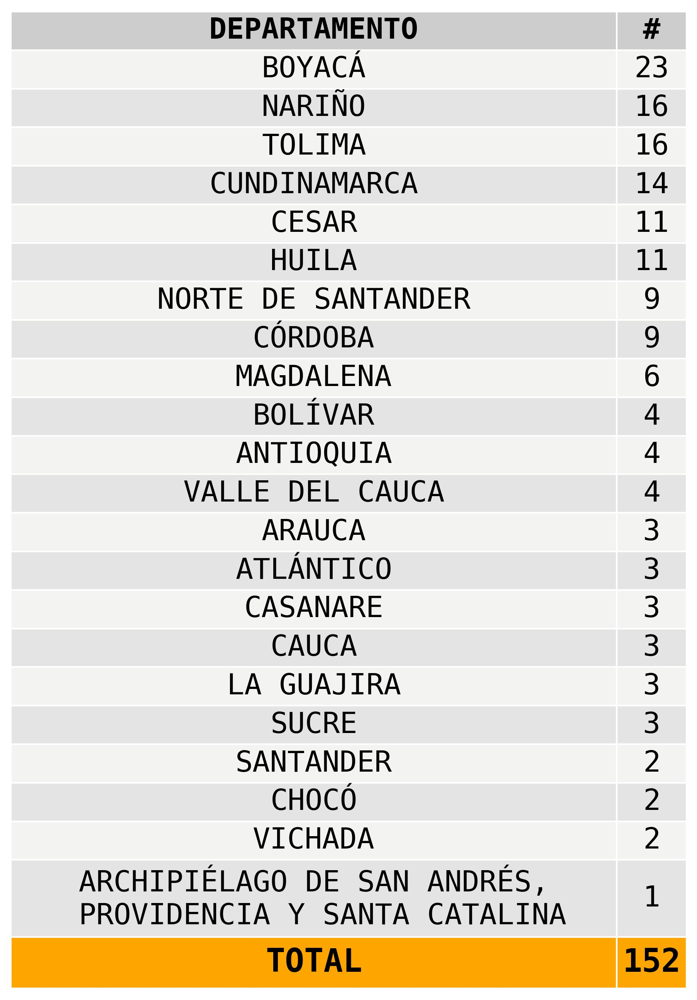 DEPARTAMENTO #
BOYACÁ 23
NARIÑO 16
TOLIMA 16
CUNDINAMARCA 14
CESAR 11
HUILA 11
NORTE DE SANTANDER 9
CÓRDOBA 9
MAGDALENA 6
BOLÍVAR 4
ANTIOQUIA 4
VALLE DEL CAUCA 4
ARAUCA 3
ATLÁNTICO 3
CASANARE 3
CAUCA 3
LA GUAJIRA 3
SUCRE 3
SANTANDER 2
CHOCÓ 2
VICHADA 2
ARCHIPIÉLAGO DE SAN ANDRÉS,
PROVIDENCIA Y SANTA CATALINA 1
TOTAL 152